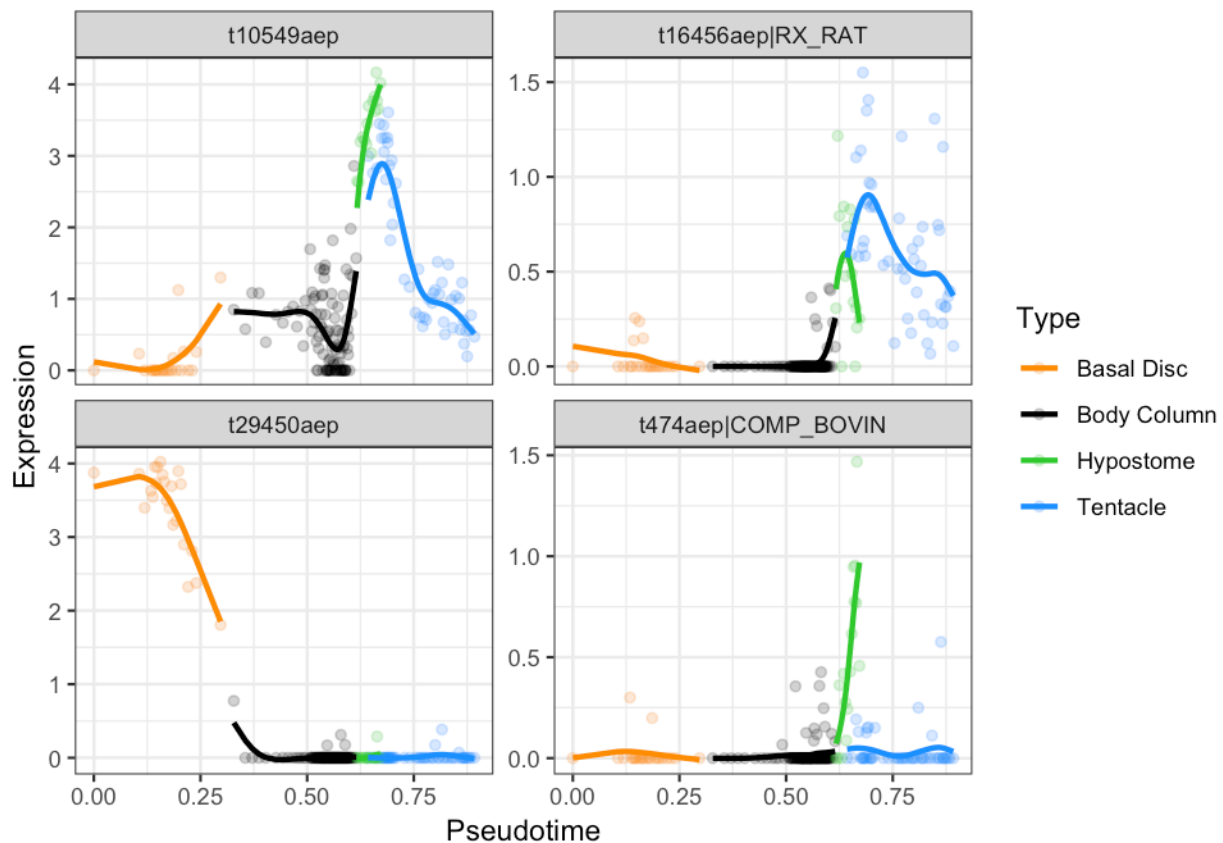 t10549aep
t16456aep|RX_RAT
4
3
2
1
0
1.5
1.0
0.5
0.0
Expression
t29450aep
t474aep|COMP_BOVIN
4
3
2
1
0
1.5
1.0
0.5
0.0
0.00 0.25 0.50 0.75
0.00 0.25 0.50 0.75
Pseudotime
Type
Basal Disc
Body Column
Hypostome
Tentacle